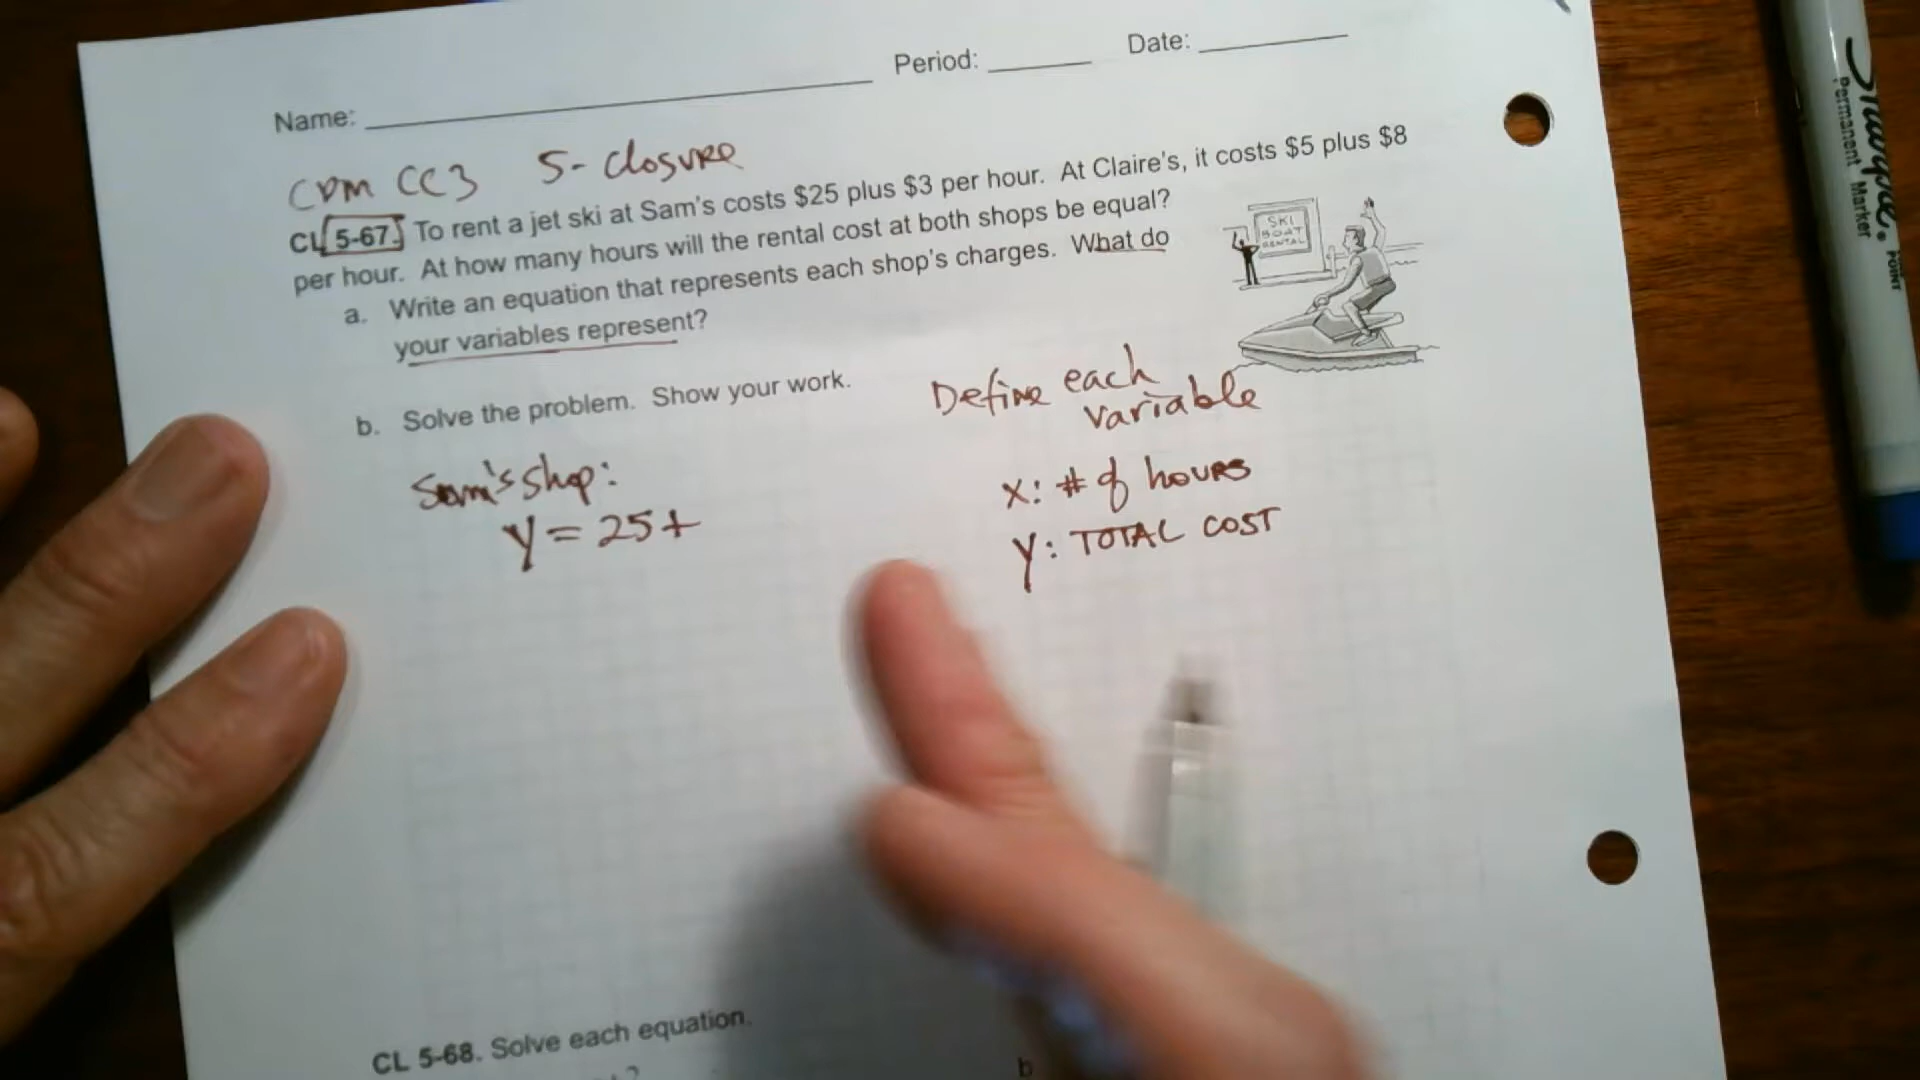 Name: Period: Date:
CPM CC3 5-closure
CL 5-67. To rent a jet ski at Sam's costs $25 plus $3 per hour. At Claire's, it costs $5 plus $8
per hour. At how many hours will the rental cost at both shops be equal?
a. Write an equation that represents each shop's charges. What do
your variables represent?
SKI
BOAT
RENTAL
b. Solve the problem. Show your work.
Define each
variable
Sam's shop:
x: # of hours
y = 25+
y: TOTAL COST
CL 5-68. Solve each equation.
b
Sharpie.
Permanent Marker
POINT